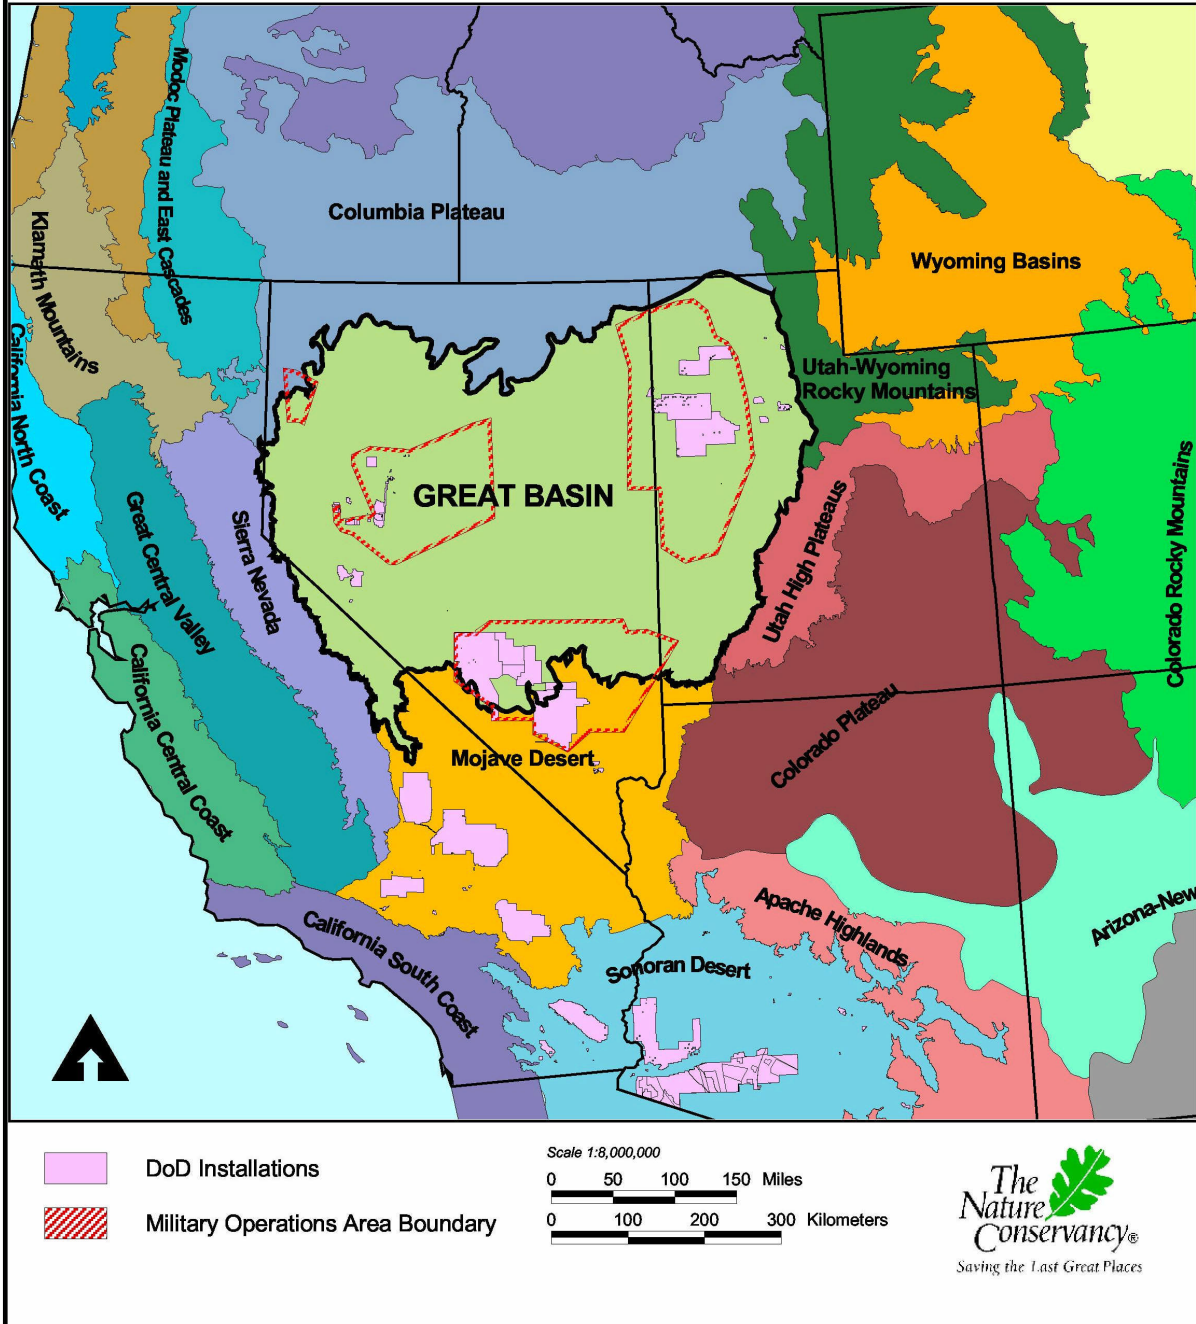 Modoc Plateau and East Cascades
Columbia Plateau
Klamath Mountains
Wyoming Basins
California North Coast
Utah-Wyoming
Rocky Mountains
GREAT BASIN
Great Central Valley
Sierra Nevada
Utah High Plateaus
Colorado Rocky Mountains
California Central Coast
Mojave Desert
Colorado Plateau
Apache Highlands
Arizona-New
California South Coast
Sonoran Desert
DoD Installations
Military Operations Area Boundary
Scale 1:8,000,000
0 50 100 150 Miles
0 100 200 300 Kilometers
The
Nature
Conservancy®
Saving the Last Great Places